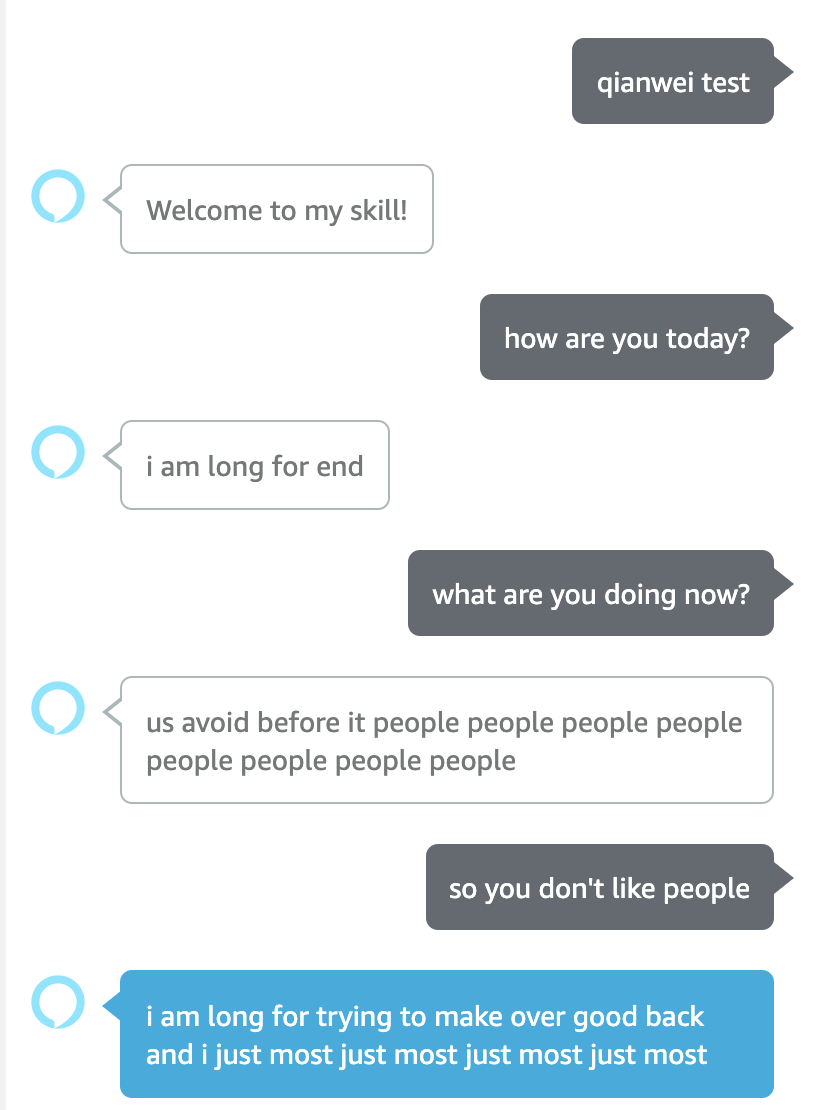 qianwei test
Welcome to my skill!
how are you today?
i am long for end
what are you doing now?
us avoid before it people people people people
people people people people
so you don't like people
i am long for trying to make over good back
and i just most just most just most just most